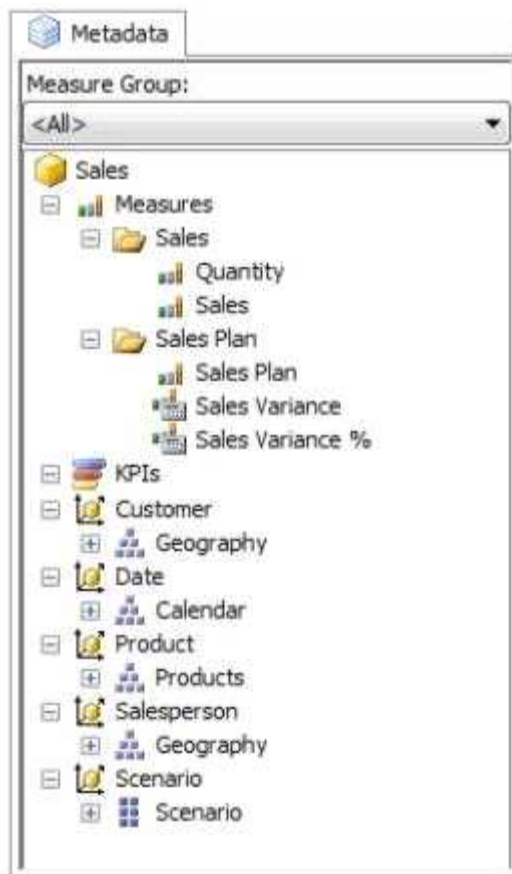 Metadata
Measure Group:
<All>
Sales
Measures
Sales
Quantity
Sales
Sales Plan
Sales Plan
Sales Variance
Sales Variance %
KPIs
Customer
Geography
Date
Calendar
Product
Products
Salesperson
Geography
Scenario
Scenario